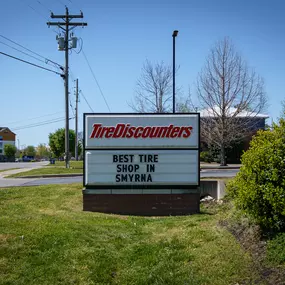 TireDiscounters
BEST TIRE
SHOP IN
SMYRNA